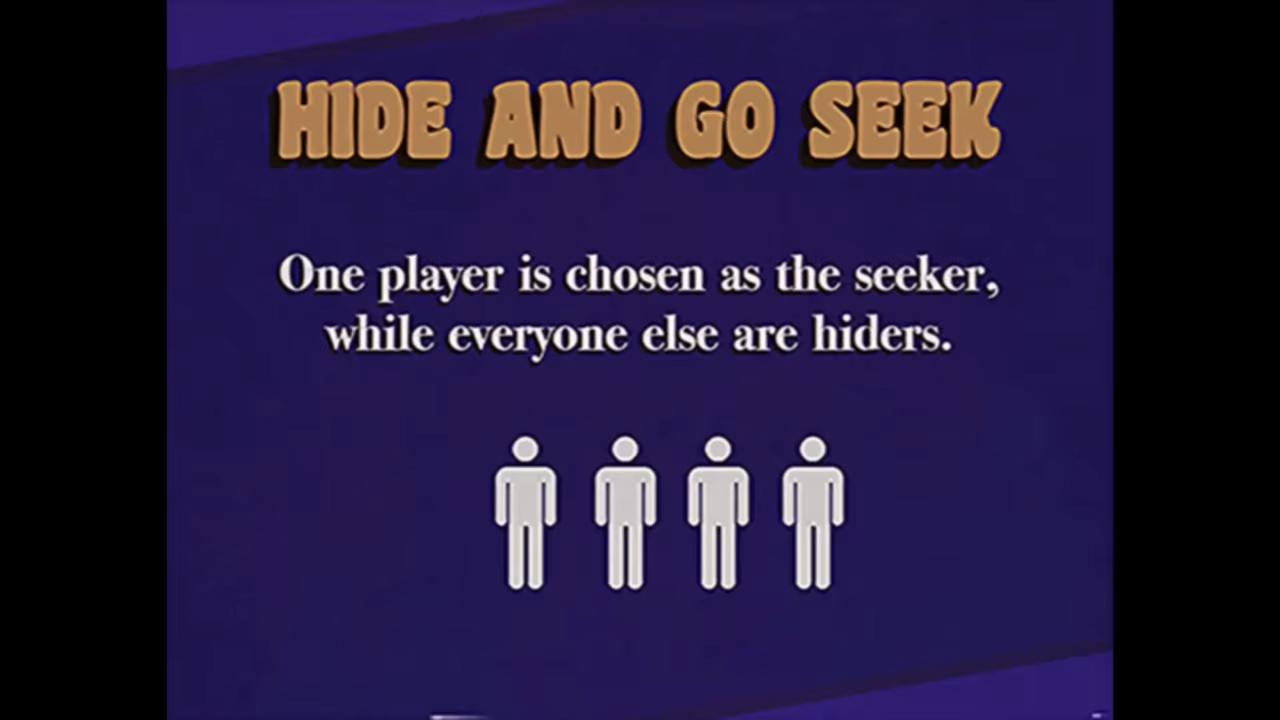 HIDE AND GO SEEK
One player is chosen as the seeker,
while everyone else are hiders.